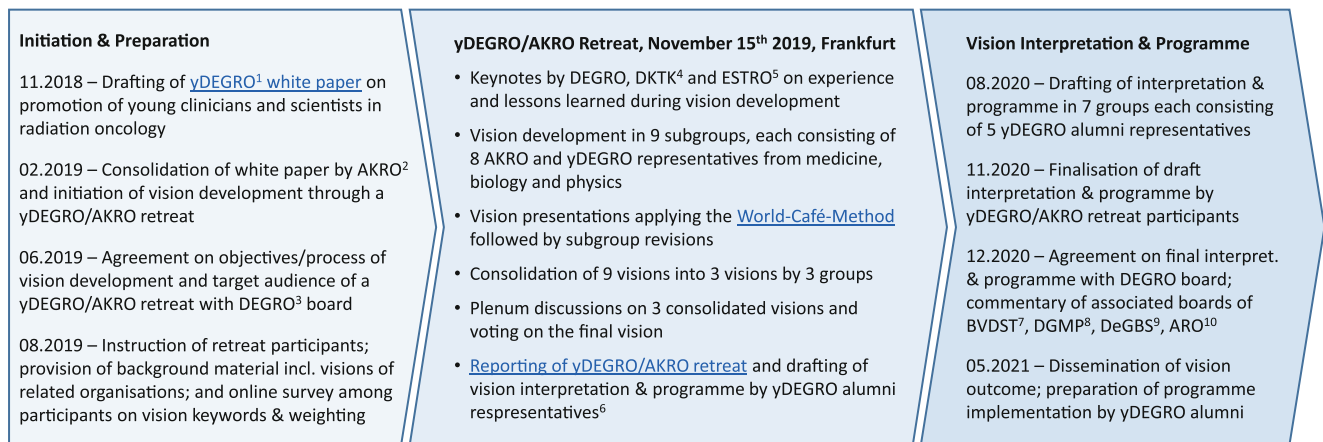 Initiation & Preparation
11.2018 – Drafting of yDEGRO¹ white paper on
promotion of young clinicians and scientists in
radiation oncology
02.2019 – Consolidation of white paper by AKRO²
and initiation of vision development through a
yDEGRO/AKRO retreat
06.2019 – Agreement on objectives/process of
vision development and target audience of a
yDEGRO/AKRO retreat with DEGRO³ board
08.2019 – Instruction of retreat participants;
provision of background material incl. visions of
related organisations; and online survey among
participants on vision keywords & weighting
yDEGRO/AKRO Retreat, November 15ᵗʰ 2019, Frankfurt
• Keynotes by DEGRO, DKTK⁴ and ESTRO⁵ on experience
and lessons learned during vision development
• Vision development in 9 subgroups, each consisting of
8 AKRO and yDEGRO representatives from medicine,
biology and physics
• Vision presentations applying the World-Café-Method
followed by subgroup revisions
• Consolidation of 9 visions into 3 visions by 3 groups
• Plenum discussions on 3 consolidated visions and
voting on the final vision
• Reporting of yDEGRO/AKRO retreat and drafting of
vision interpretation & programme by yDEGRO alumni
respresentatives⁶
Vision Interpretation & Programme
08.2020 – Drafting of interpretation &
programme in 7 groups each consisting
of 5 yDEGRO alumni representatives
11.2020 – Finalisation of draft
interpretation & programme by
yDEGRO/AKRO retreat participants
12.2020 – Agreement on final interpret.
& programme with DEGRO board;
commentary of associated boards of
BVDST⁷, DGMP⁸, DeGBS⁹, ARO¹⁰
05.2021 – Dissemination of vision
outcome; preparation of programme
implementation by yDEGRO alumni